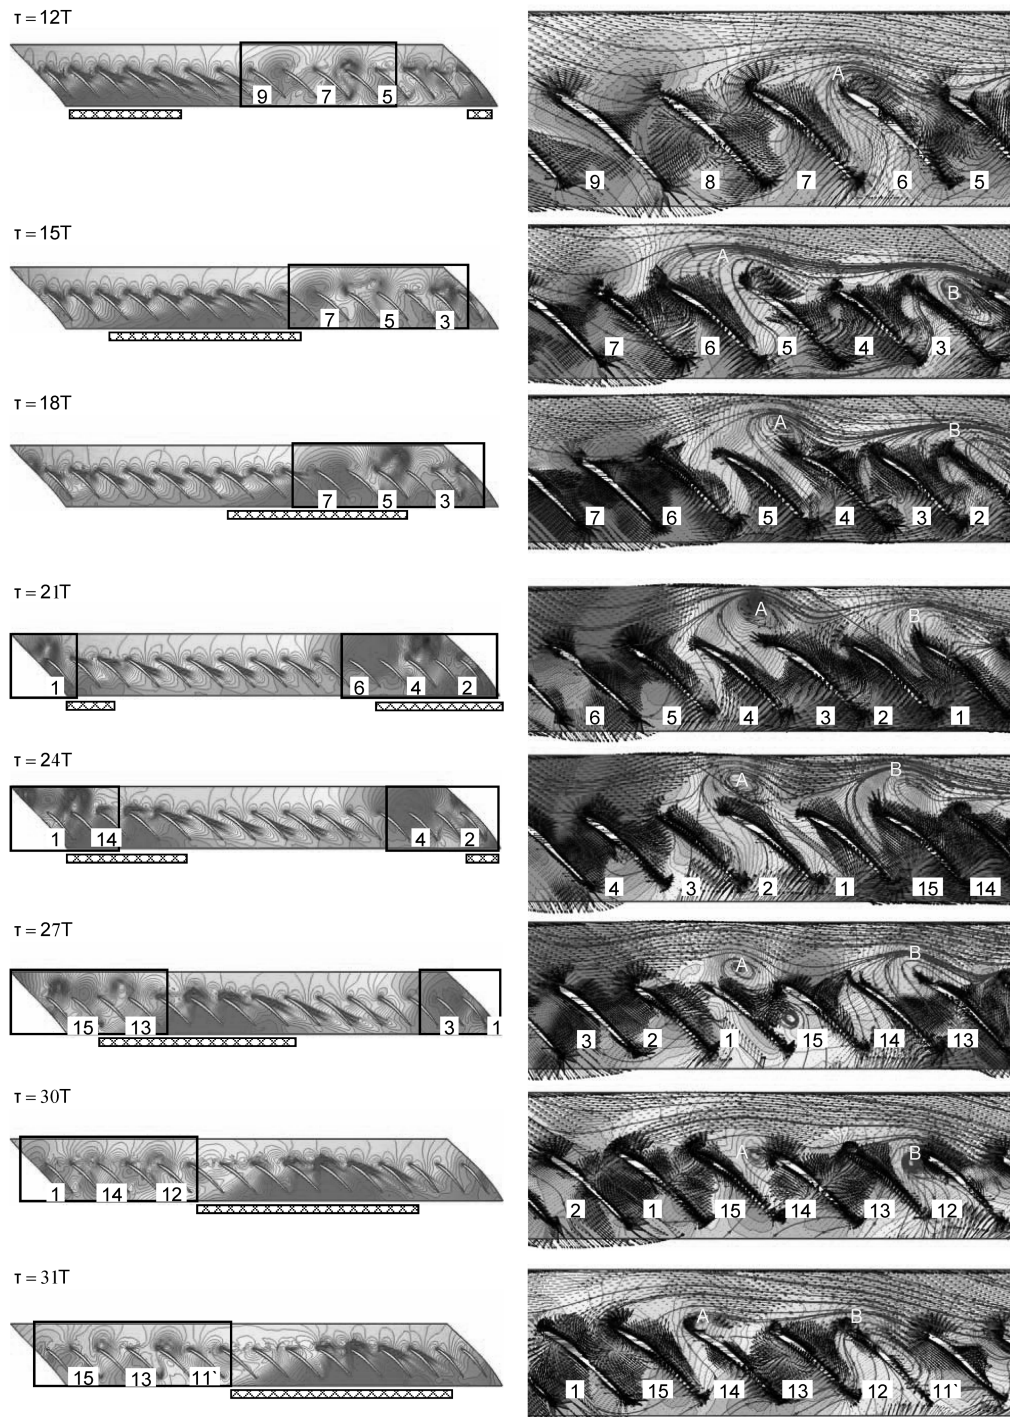 T = 12T
9 7 5
A
9 8 7 6 5
T = 15T
7 5 3
A B
7 6 5 4 3
T = 18T
7 5 3
A B
7 6 5 4 3 2
T = 21T
1 6 4 2
A B
6 5 4 3 2 1
T = 24T
1 14 4 2
A B
4 3 2 1 15 14
T = 27T
15 13 3 1
A B
3 2 1 15 14 13
T = 30T
1 14 12
A B
2 1 15 14 13 12
T = 31T
15 13 11`
A B
1 15 14 13 12 11`